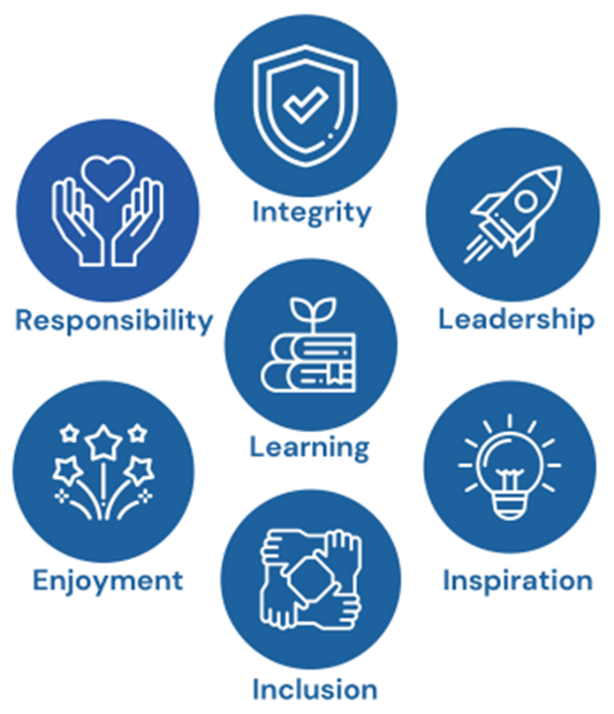 Integrity
Responsibility
Leadership
Learning
Enjoyment
Inspiration
Inclusion